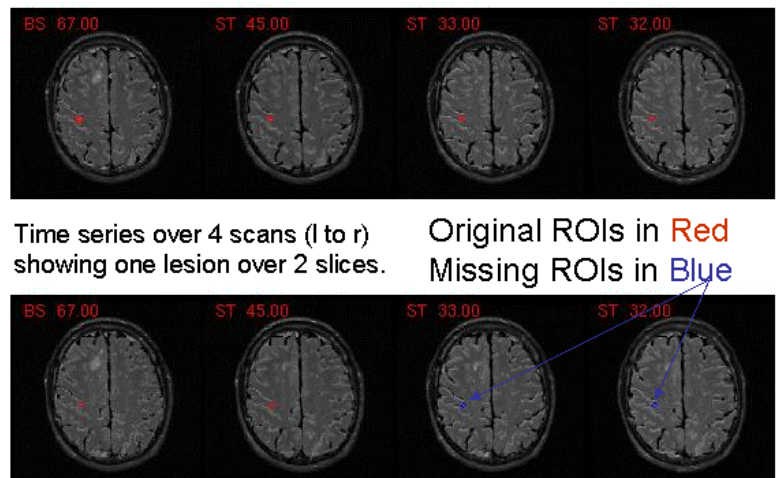 BS 67.00 ST 45.00 ST 33.00 ST 32.00
Time series over 4 scans (l to r)
showing one lesion over 2 slices.
Original ROIs in Red
Missing ROIs in Blue
BS 67.00 ST 45.00 ST 33.00 ST 32.00